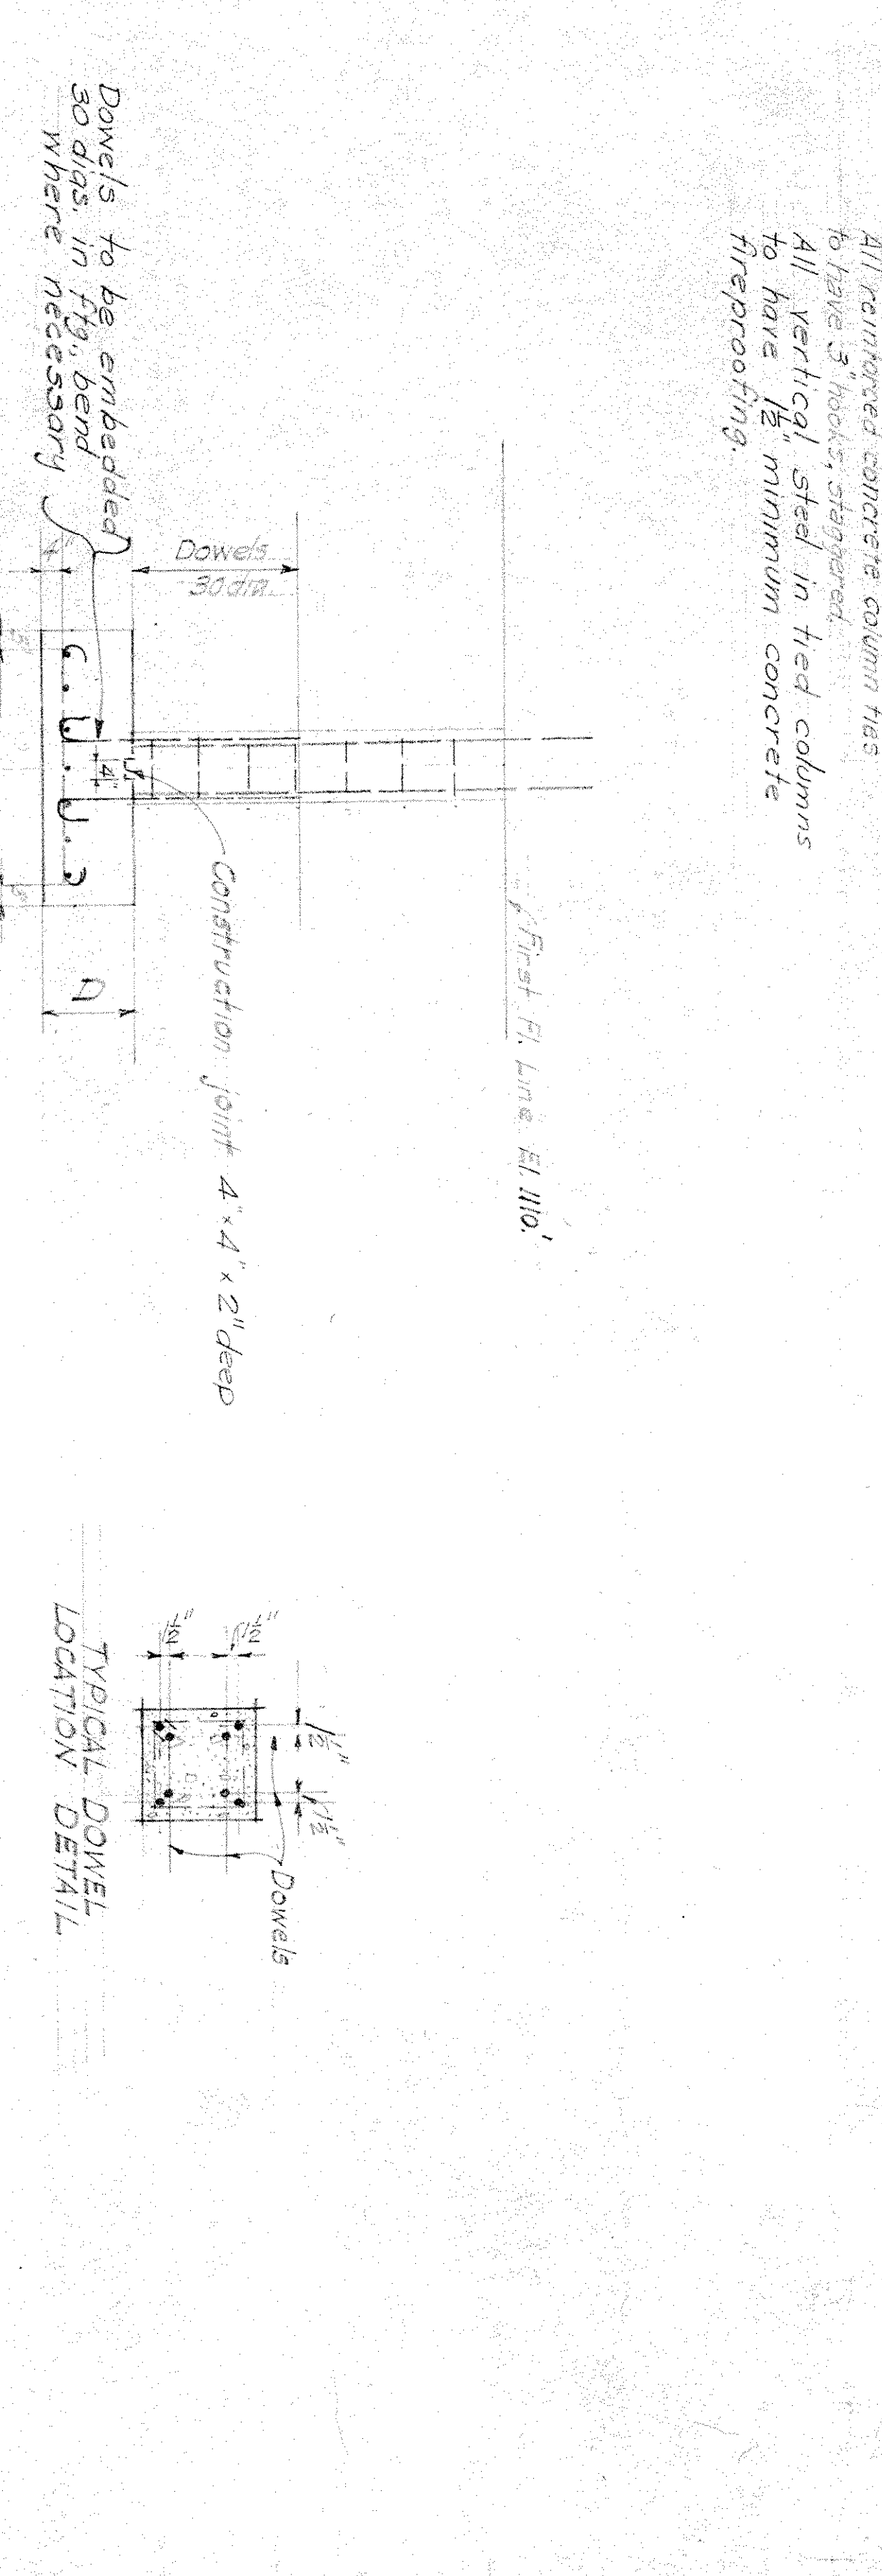 All reinforced concrete column ties
to have 3" hooks, staggered.
All vertical steel in tied columns
to have 1½" minimum concrete
fireproofing.
First Fl. Line El. 1110.'
Dowels
30 dia.
Construction joint 4" x 4" x 2" deep
Dowels to be embedded
30 dias. in ftg., bend
where necessary
4"
4"
D
Dowels
1½"
1½"
1½"
1½"
TYPICAL DOWEL
LOCATION DETAIL